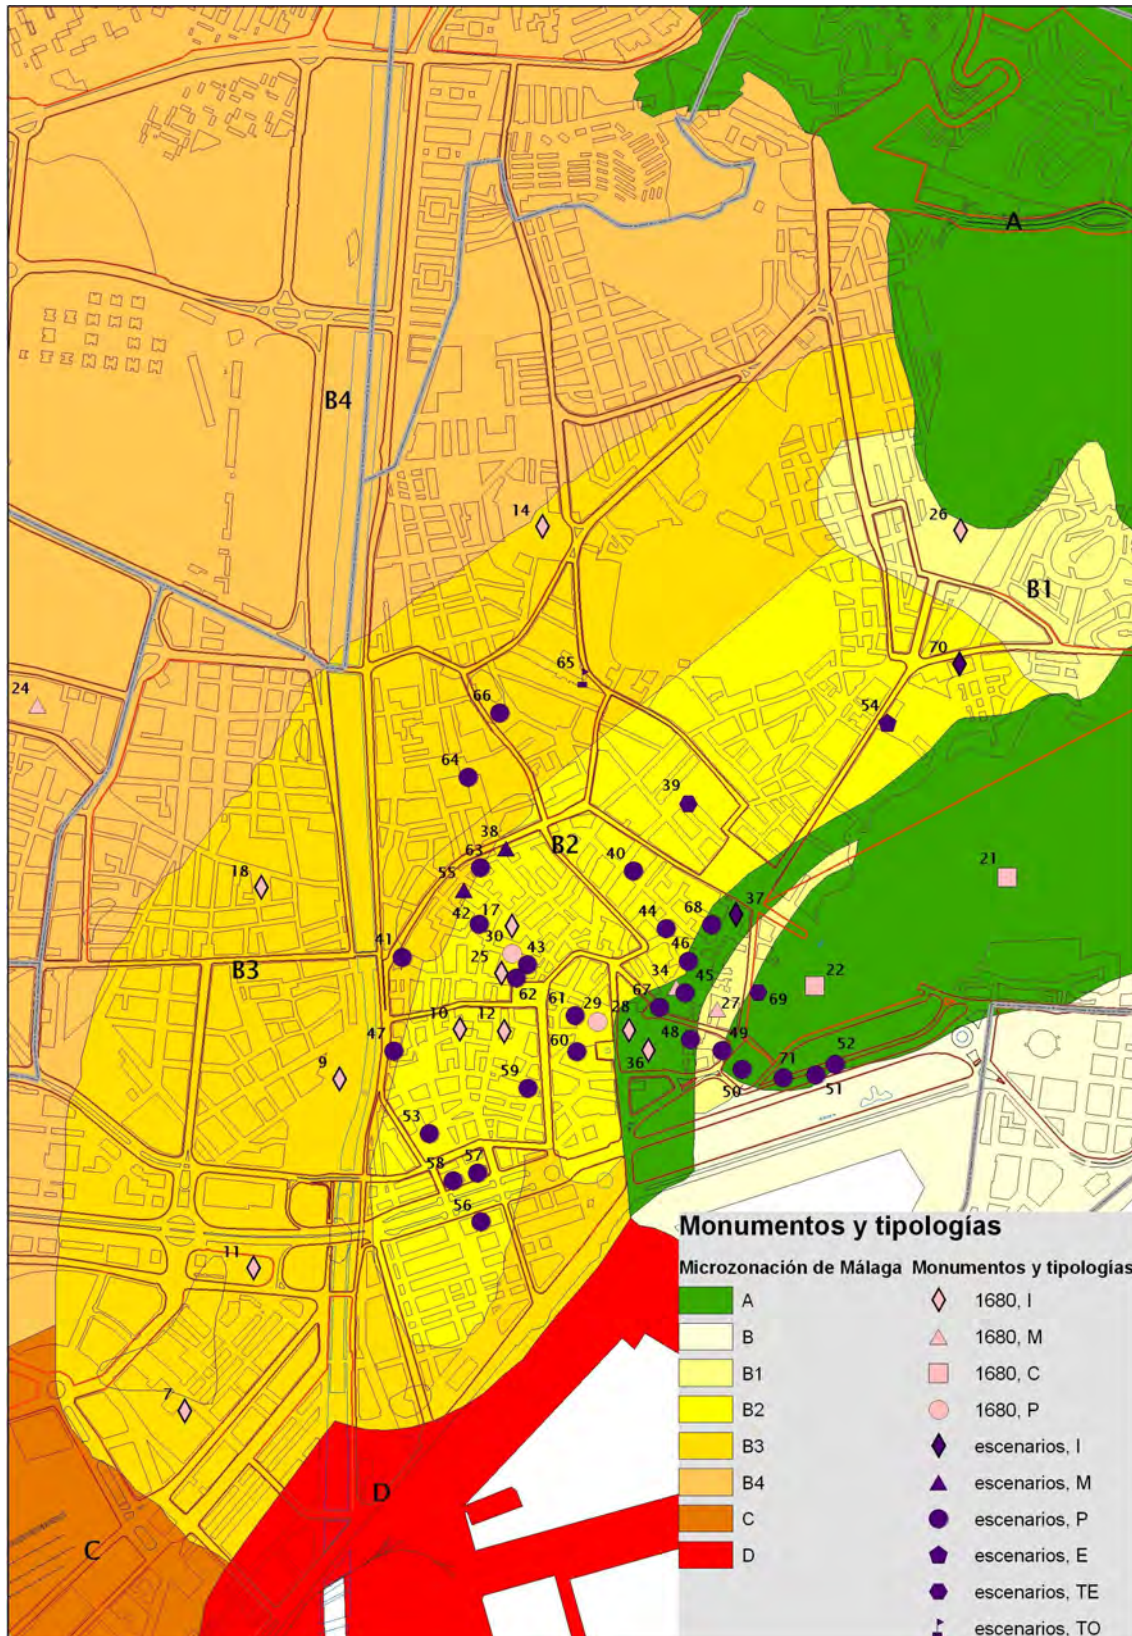 A
B4
14
26
B1
65
70
24
66
54
64
39
38
B2
63
40
21
55
18
17
37
42
44
68
30
41
43
46
25
B3
34
45
22
62
61
67
27
69
29
28
10
12
47
48
49
52
60
36
9
71
59
50
51
53
57
58
56
11
7
D
C
Monumentos y tipologías
Microzonación de Málaga Monumentos y tipologías
A 1680, I
B 1680, M
B1 1680, C
B2 1680, P
B3 escenarios, I
B4 escenarios, M
C escenarios, P
D escenarios, E
escenarios, TE
escenarios, TO